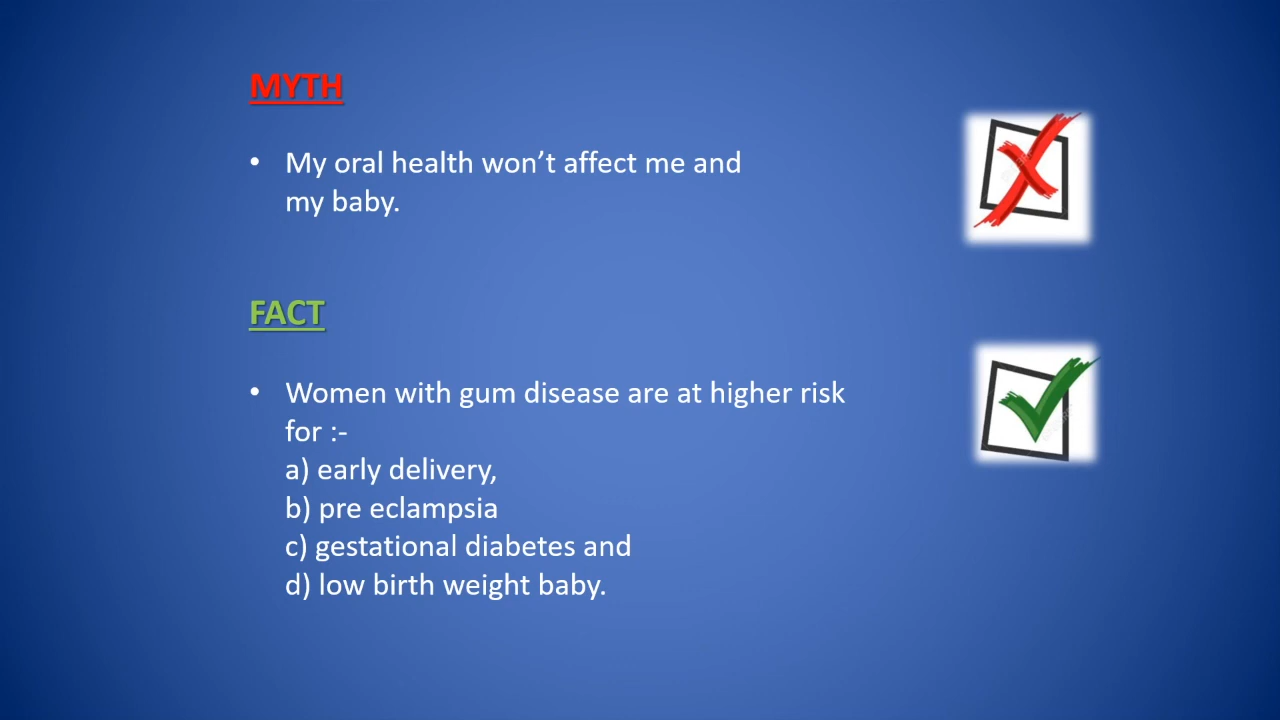 MYTH
• My oral health won’t affect me and
my baby.
FACT
• Women with gum disease are at higher risk
for :-
a) early delivery,
b) pre eclampsia
c) gestational diabetes and
d) low birth weight baby.